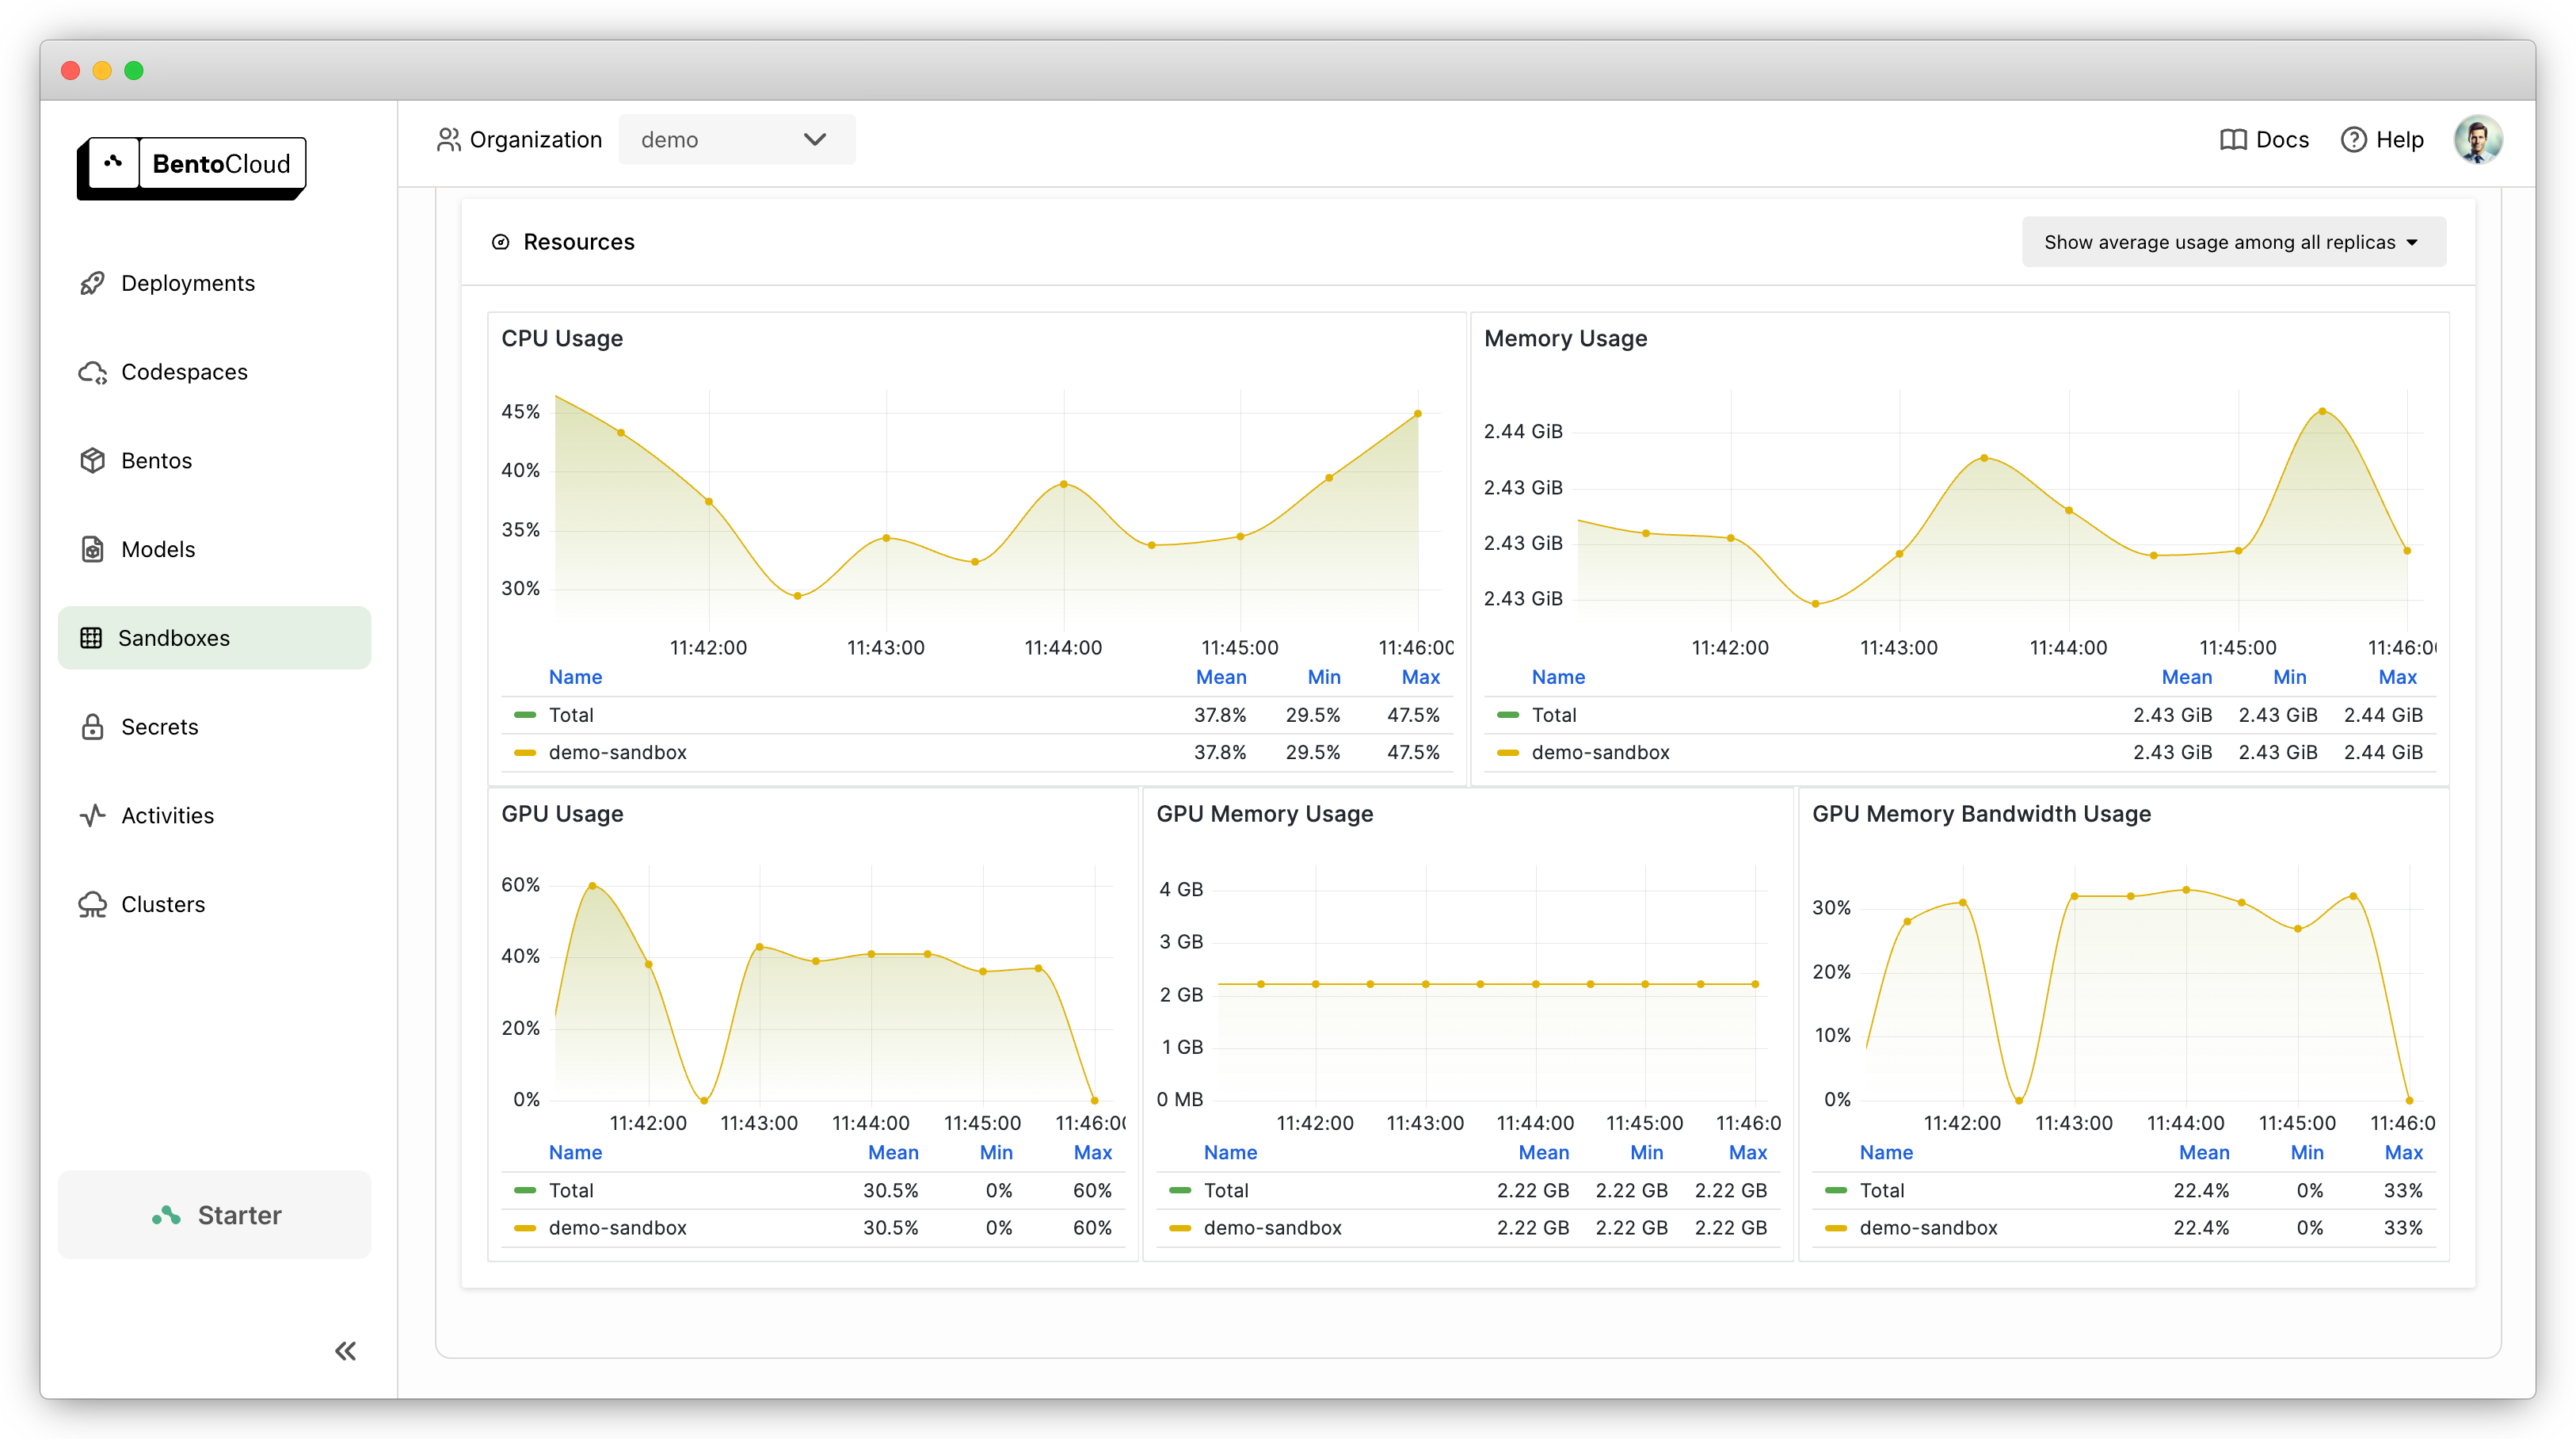 BentoCloud
Organization
demo
Docs
Help
Deployments
Codespaces
Bentos
Models
Sandboxes
Secrets
Activities
Clusters
Starter
Resources
Show average usage among all replicas
CPU Usage
45%
40%
35%
30%
11:42:00 11:43:00 11:44:00 11:45:00 11:46:00
Name Mean Min Max
Total 37.8% 29.5% 47.5%
demo-sandbox 37.8% 29.5% 47.5%
Memory Usage
2.44 GiB
2.43 GiB
2.43 GiB
2.43 GiB
11:42:00 11:43:00 11:44:00 11:45:00 11:46:0
Name Mean Min Max
Total 2.43 GiB 2.43 GiB 2.44 GiB
demo-sandbox 2.43 GiB 2.43 GiB 2.44 GiB
GPU Usage
60%
40%
20%
0%
11:42:00 11:43:00 11:44:00 11:45:00 11:46:0
Name Mean Min Max
Total 30.5% 0% 60%
demo-sandbox 30.5% 0% 60%
GPU Memory Usage
4 GB
3 GB
2 GB
1 GB
0 MB
11:42:00 11:43:00 11:44:00 11:45:00 11:46:0
Name Mean Min Max
Total 2.22 GB 2.22 GB 2.22 GB
demo-sandbox 2.22 GB 2.22 GB 2.22 GB
GPU Memory Bandwidth Usage
30%
20%
10%
0%
11:42:00 11:43:00 11:44:00 11:45:00 11:46:0
Name Mean Min Max
Total 22.4% 0% 33%
demo-sandbox 22.4% 0% 33%